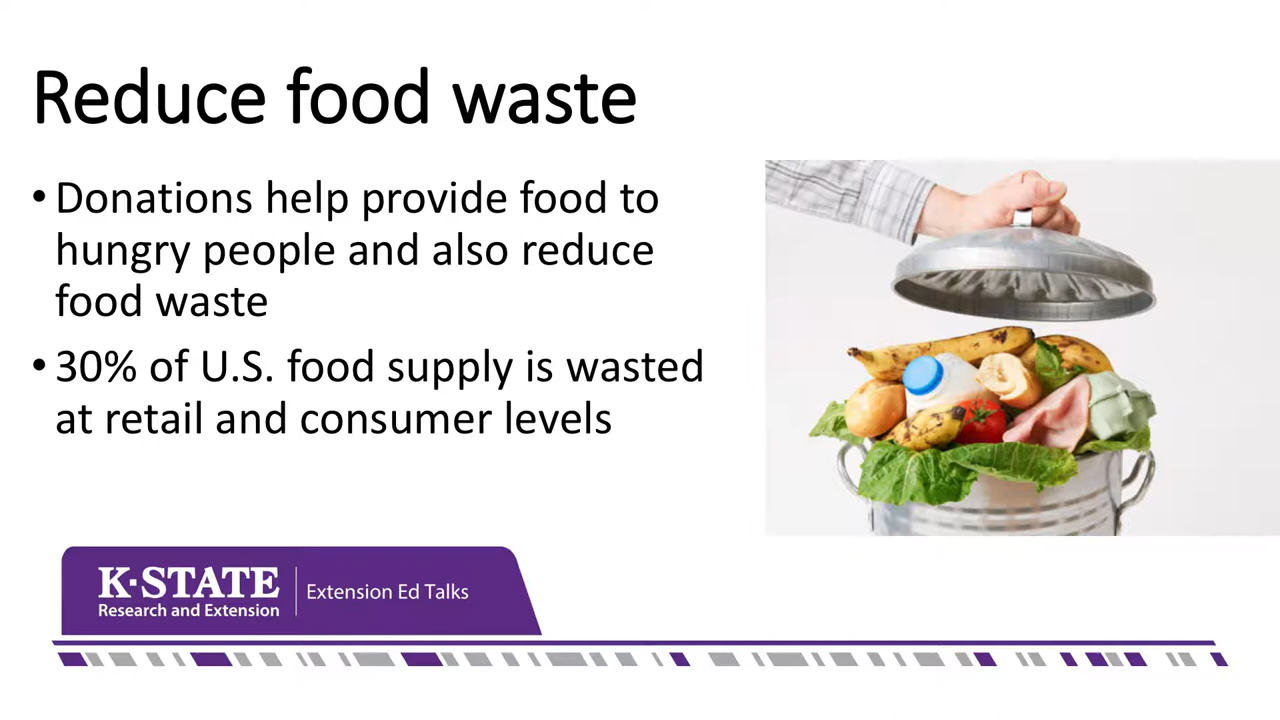 Reduce food waste
• Donations help provide food to
hungry people and also reduce
food waste
• 30% of U.S. food supply is wasted
at retail and consumer levels
K-STATE
Research and Extension
Extension Ed Talks